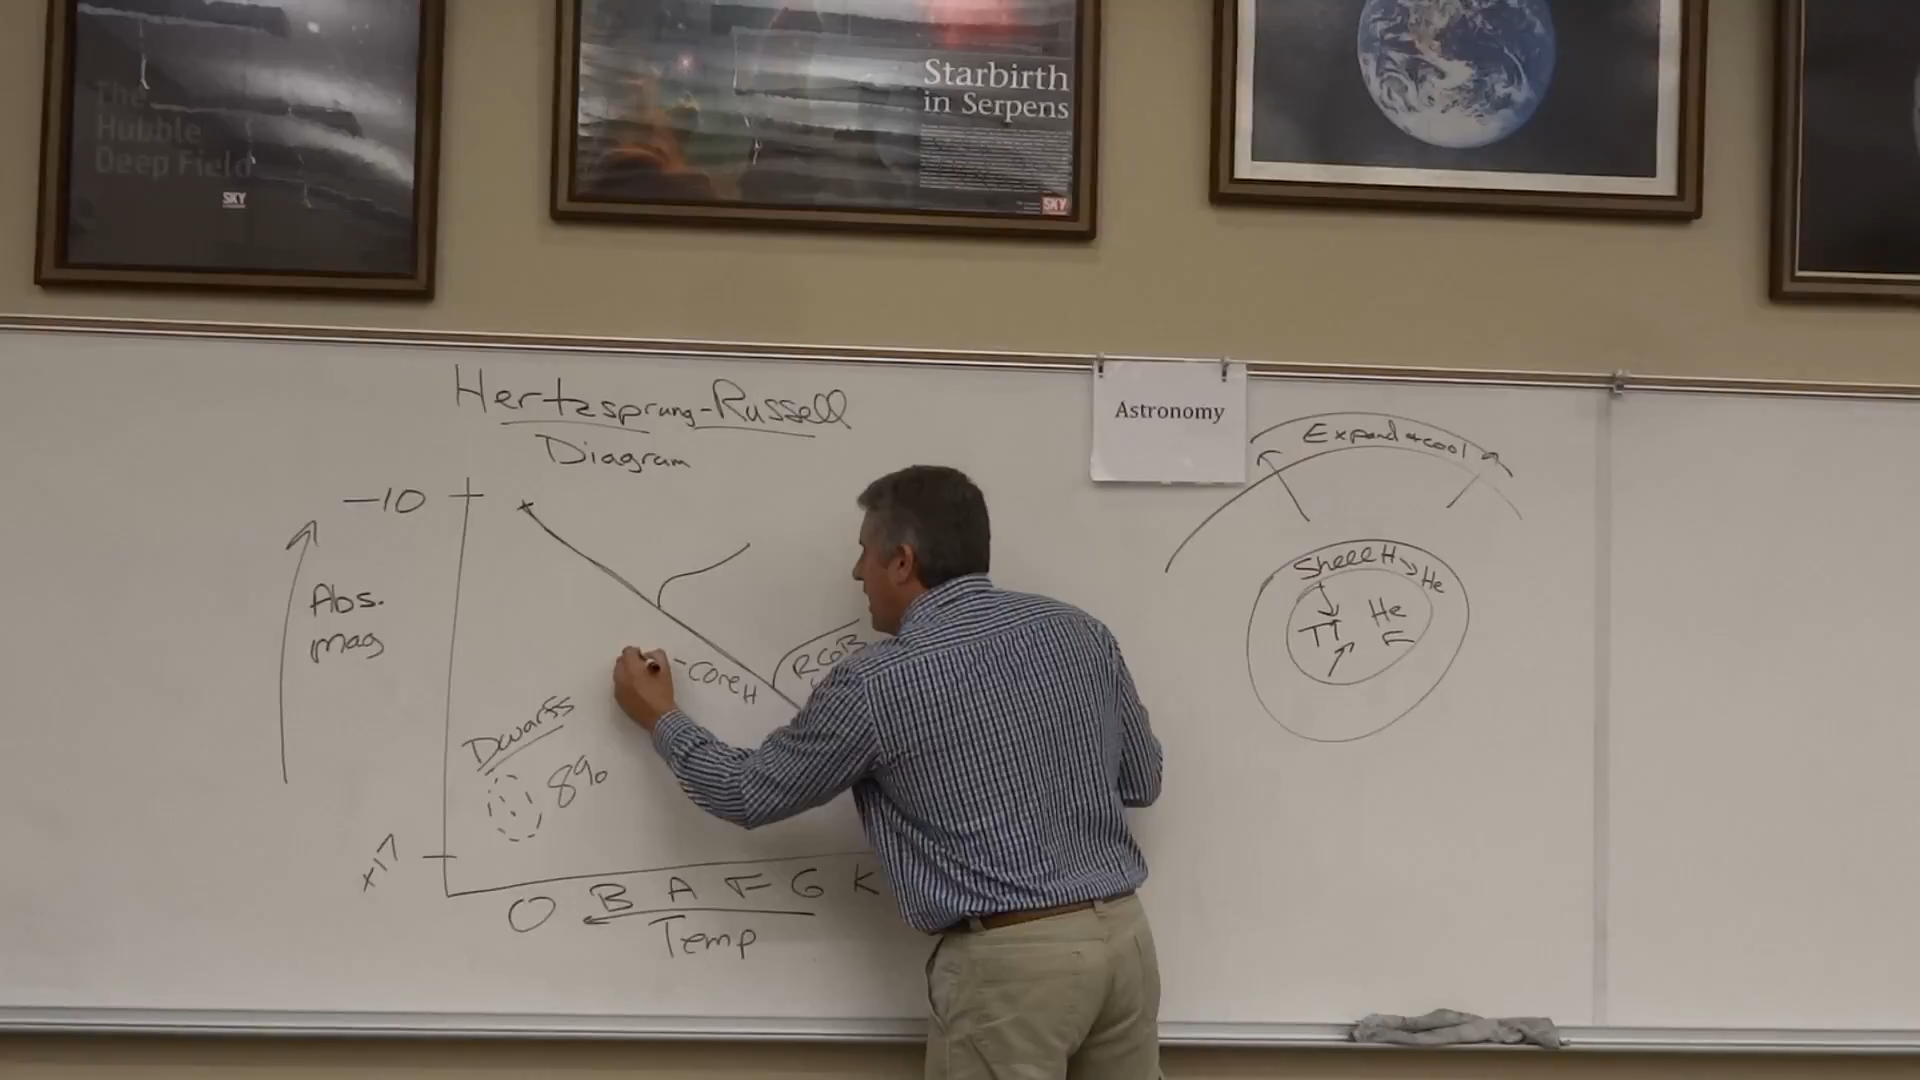 The
Hubble
Deep Field
SKY
Starbirth
in Serpens
SKY
Astronomy
Hertzsprung-Russell
Diagram
-10
Abs.
mag
+17
Dwarfs
8%
-core H
RGB
O B A F G K
Temp
Expand + cool
Shell H → He
T↑ He
F